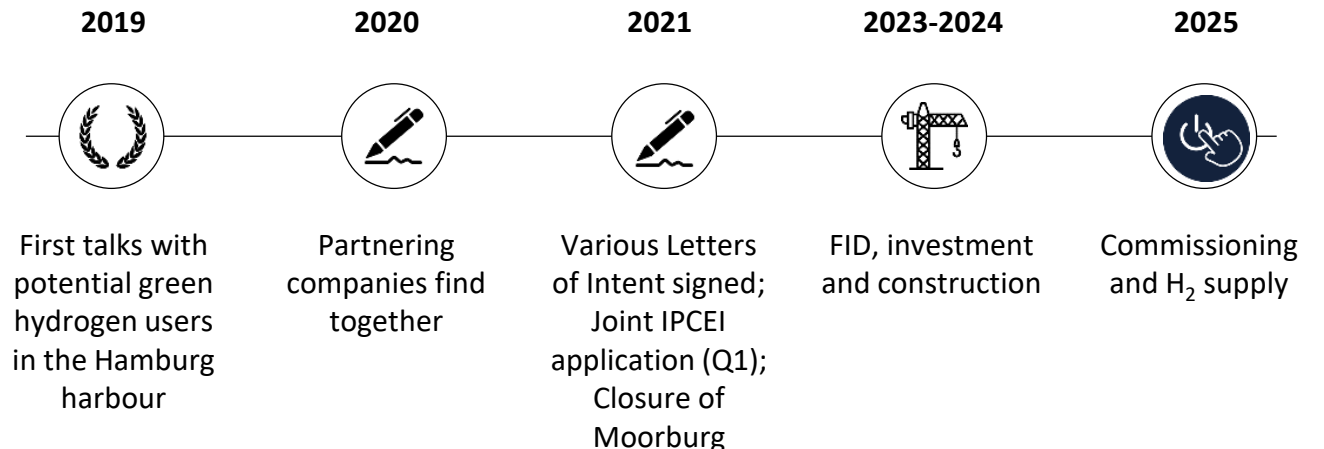 2019
2020
2021
2023-2024
2025
First talks with
potential green
hydrogen users
in the Hamburg
harbour
Partnering
companies find
together
Various Letters
of Intent signed;
Joint IPCEI
application (Q1);
Closure of
Moorburg
FID, investment
and construction
Commissioning
and H₂ supply